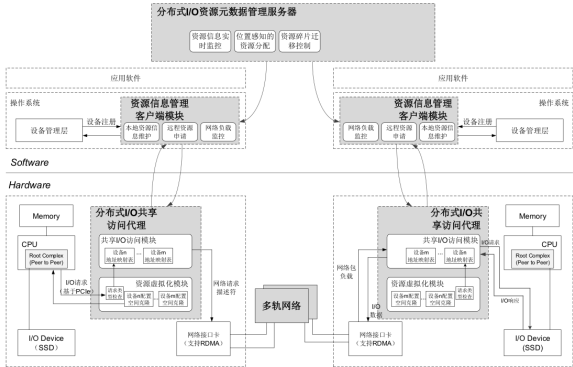 分布式I/O资源元数据管理服务器
资源信息实
时监控
位置感知的
资源分配
资源碎片迁
移控制
应用软件
应用软件
操作系统
设备管理层
设备注册
资源信息管理
客户端模块
本地资源信
息维护
远程资源
申请
网络负载
监控
资源信息管理
客户端模块
网络负载
监控
远程资源
申请
本地资源信
息维护
设备注册
操作系统
设备管理层
Software
Hardware
Memory
CPU
Root Complex
(Peer to Peer)
I/O请求
（基于PCIe）
I/O Device
（SSD）
分布式I/O共享
访问代理
共享I/O访问模块
设备n
地址映射表
...
设备m
地址映射表
资源虚拟化模块
请求类
型检查
设备n配置
空间克隆
设备m配置
空间克隆
网络请求
描述符
网络接口卡
（支持RDMA）
多轨网络
网络包
负载
I/O
数据
网络接口卡
（支持RDMA）
分布式I/O共
享访问代理
共享I/O访问模块
设备n
地址映射表
...
设备m
地址映射表
资源虚拟化模块
设备n配置
空间克隆
设备m配置
空间克隆
请求类
型检查
I/O请求
I/O响应
Memory
CPU
Root Complex
(Peer to Peer)
I/O Device
(SSD)